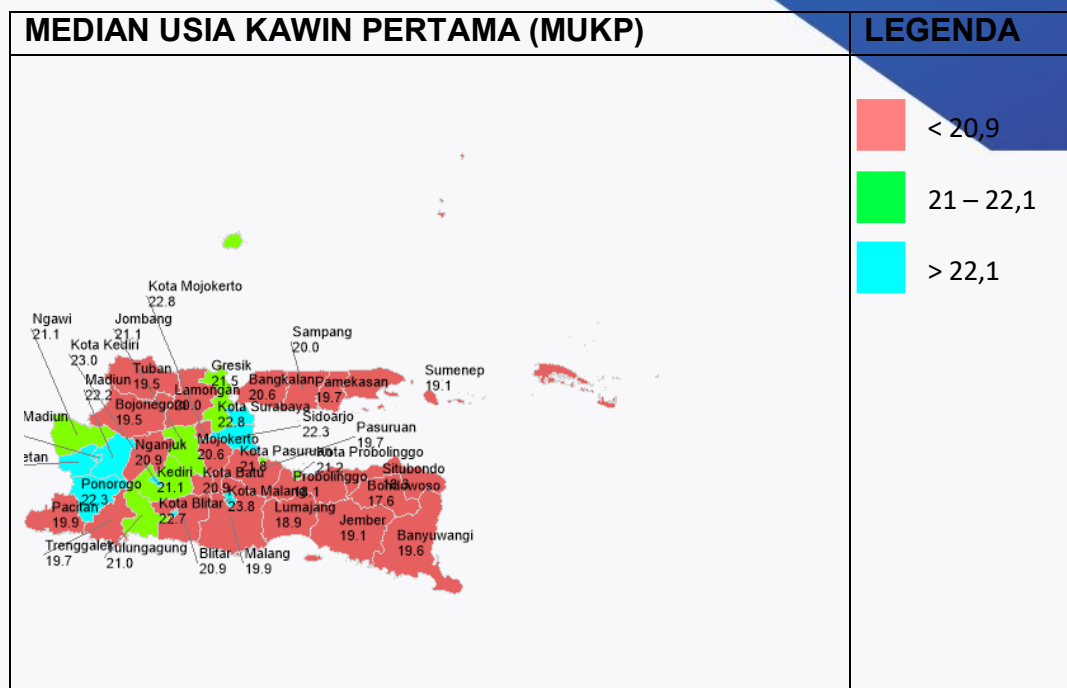 MEDIAN USIA KAWIN PERTAMA (MUKP)
LEGENDA
< 20,9
21 – 22,1
> 22,1
Kota Mojokerto
22.8
Ngawi
21.1
Jombang
21.1
Kota Kediri
23.0
Madiun
22.2
Tuban
19.5
Gresik
21.5
Sampang
20.0
Bangkalan
20.6
Pamekasan
19.7
Sumenep
19.1
Lamongan
20.0
Bojonegoro
19.5
Kota Surabaya
22.8
Sidoarjo
22.3
Madiun
etan
Nganjuk
20.9
Mojokerto
20.6
Pasuruan
19.7
Kota Pasuruan
21.8
Kota Probolinggo
21.2
Probolinggo
18.1
Situbondo
18.3
Bondowoso
17.6
Kediri
21.1
Kota Batu
20.9
Kota Malang
23.8
Ponorogo
22.3
Kota Blitar
22.7
Lumajang
18.9
Jember
19.1
Banyuwangi
19.6
Pacitan
19.9
Trenggalek
19.7
Tulungagung
21.0
Blitar
20.9
Malang
19.9